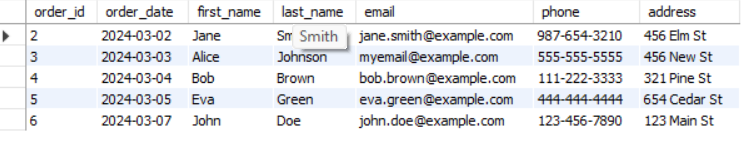 order_id order_date first_name last_name email phone address
2 2024-03-02 Jane Sm Smith jane.smith@example.com 987-654-3210 456 Elm St
3 2024-03-03 Alice Johnson myemail@example.com 555-555-5555 456 New St
4 2024-03-04 Bob Brown bob.brown@example.com 111-222-3333 321 Pine St
5 2024-03-05 Eva Green eva.green@example.com 444-444-4444 654 Cedar St
6 2024-03-07 John Doe john.doe@example.com 123-456-7890 123 Main St